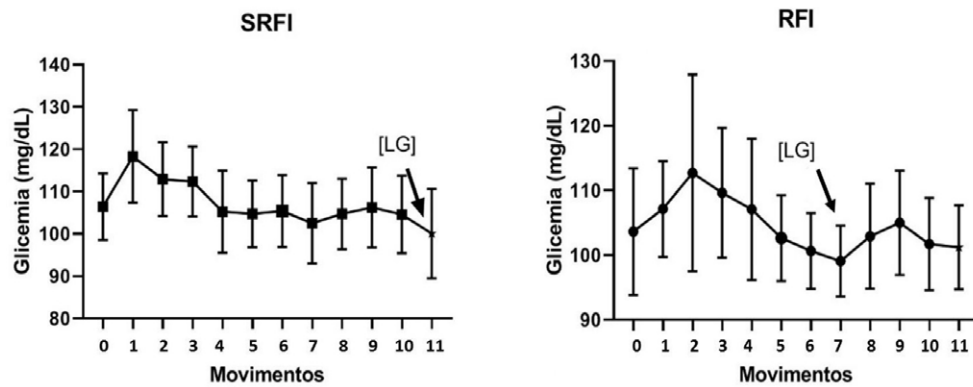 SRFI
Glicemia (mg/dL)
140
130
120
110
100
90
80
[LG]
0 1 2 3 4 5 6 7 8 9 10 11
Movimentos
RFI
Glicemia (mg/dL)
130
120
110
100
90
[LG]
0 1 2 3 4 5 6 7 8 9 10 11
Movimentos